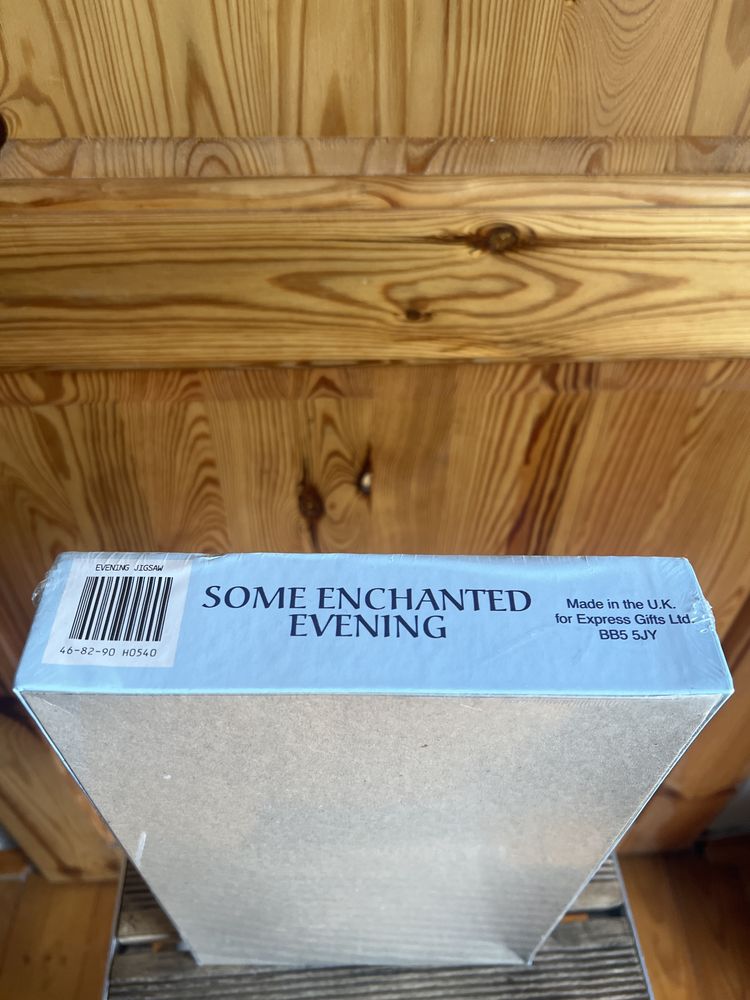 EVENING JIGSAW
46-82-90 H0540
SOME ENCHANTED
EVENING
Made in the U.K.
for Express Gifts Ltd.
BB5 5JY